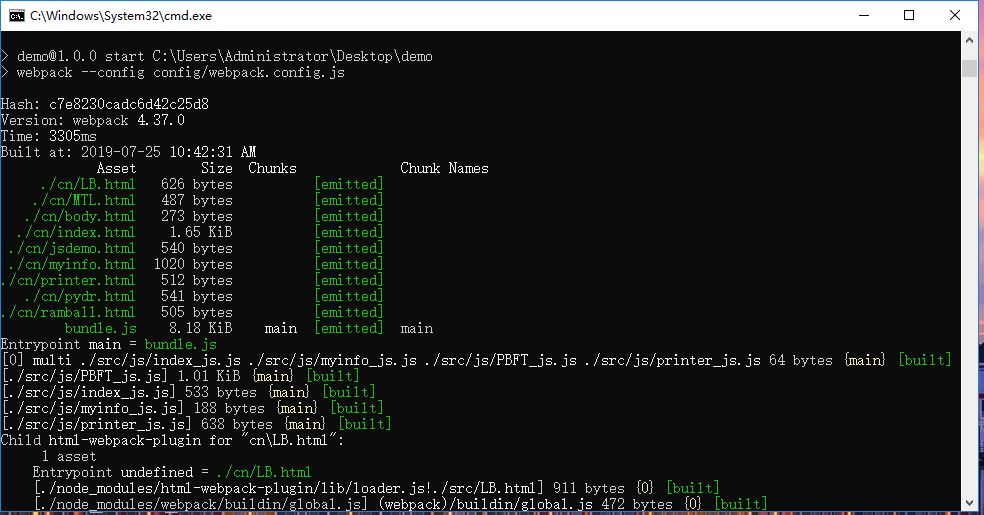 C:\Windows\System32\cmd.exe
> demo@1.0.0 start C:\Users\Administrator\Desktop\demo
> webpack --config config/webpack.config.js
Hash: c7e8230cadc6d42c25d8
Version: webpack 4.37.0
Time: 3305ms
Built at: 2019-07-25 10:42:31 AM
Asset Size Chunks Chunk Names
./cn/LB.html 626 bytes [emitted]
./cn/MTL.html 487 bytes [emitted]
./cn/body.html 273 bytes [emitted]
./cn/index.html 1.65 KiB [emitted]
./cn/jsdemo.html 540 bytes [emitted]
./cn/myinfo.html 1020 bytes [emitted]
./cn/printer.html 512 bytes [emitted]
./cn/pydr.html 541 bytes [emitted]
./cn/ramball.html 505 bytes [emitted]
bundle.js 8.18 KiB main [emitted] main
Entrypoint main = bundle.js
[0] multi ./src/js/index_js.js ./src/js/myinfo_js.js ./src/js/PBFT_js.js ./src/js/printer_js.js 64 bytes {main} [built]
[./src/js/PBFT_js.js] 1.01 KiB {main} [built]
[./src/js/index_js.js] 533 bytes {main} [built]
[./src/js/myinfo_js.js] 188 bytes {main} [built]
[./src/js/printer_js.js] 638 bytes {main} [built]
Child html-webpack-plugin for "cn\LB.html":
1 asset
Entrypoint undefined = ./cn/LB.html
[./node_modules/html-webpack-plugin/lib/loader.js!./src/LB.html] 911 bytes {0} [built]
[./node_modules/webpack/buildin/global.js] (webpack)/buildin/global.js 472 bytes {0} [built]